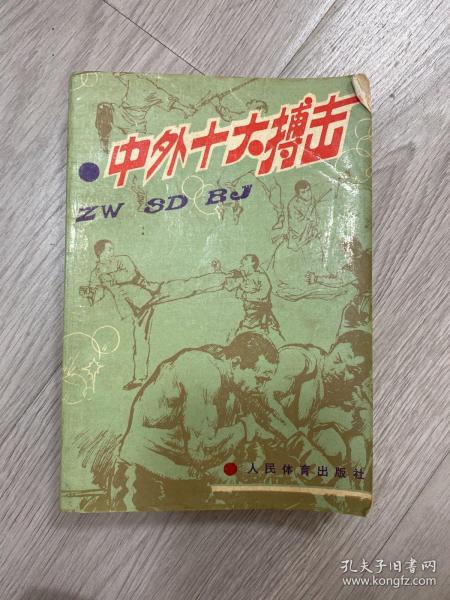 中外十大搏击
ZW SD BJ
人民体育出版社
孔夫子旧书网
www.kongfz.com